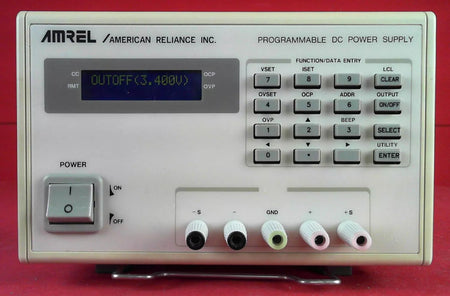 AMREL / AMERICAN RELIANCE INC. PROGRAMMABLE DC POWER SUPPLY
FUNCTION/DATA ENTRY
VSET ISET LCL
CC OUTOFF(3.400V) OCP 7 8 9 CLEAR
RMT OVP
OVSET OCP ADDR OUTPUT
4 5 6 ON/OFF
OVP ▲ BEEP
1 2 3 SELECT
◄ ▼ ► UTILITY
0 • ENTER
POWER
I ON
O OFF
-S - GND + +S